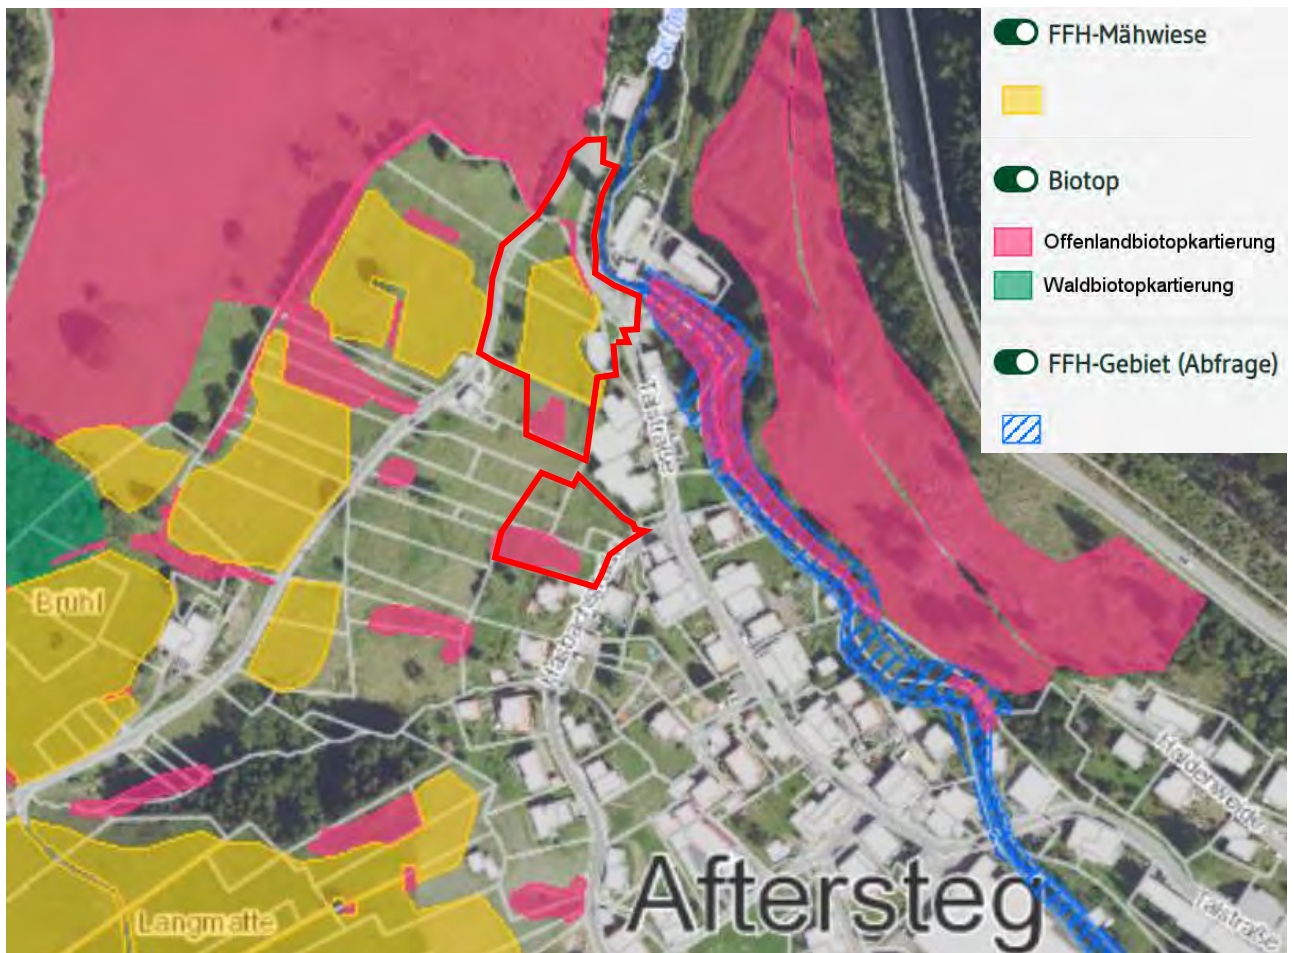 FFH-Mähwiese
Biotop
Offenlandbiotopkartierung
Waldbiotopkartierung
FFH-Gebiet (Abfrage)
Talstraße
Brühl
Langmatte
Aftersteg
Talstraße